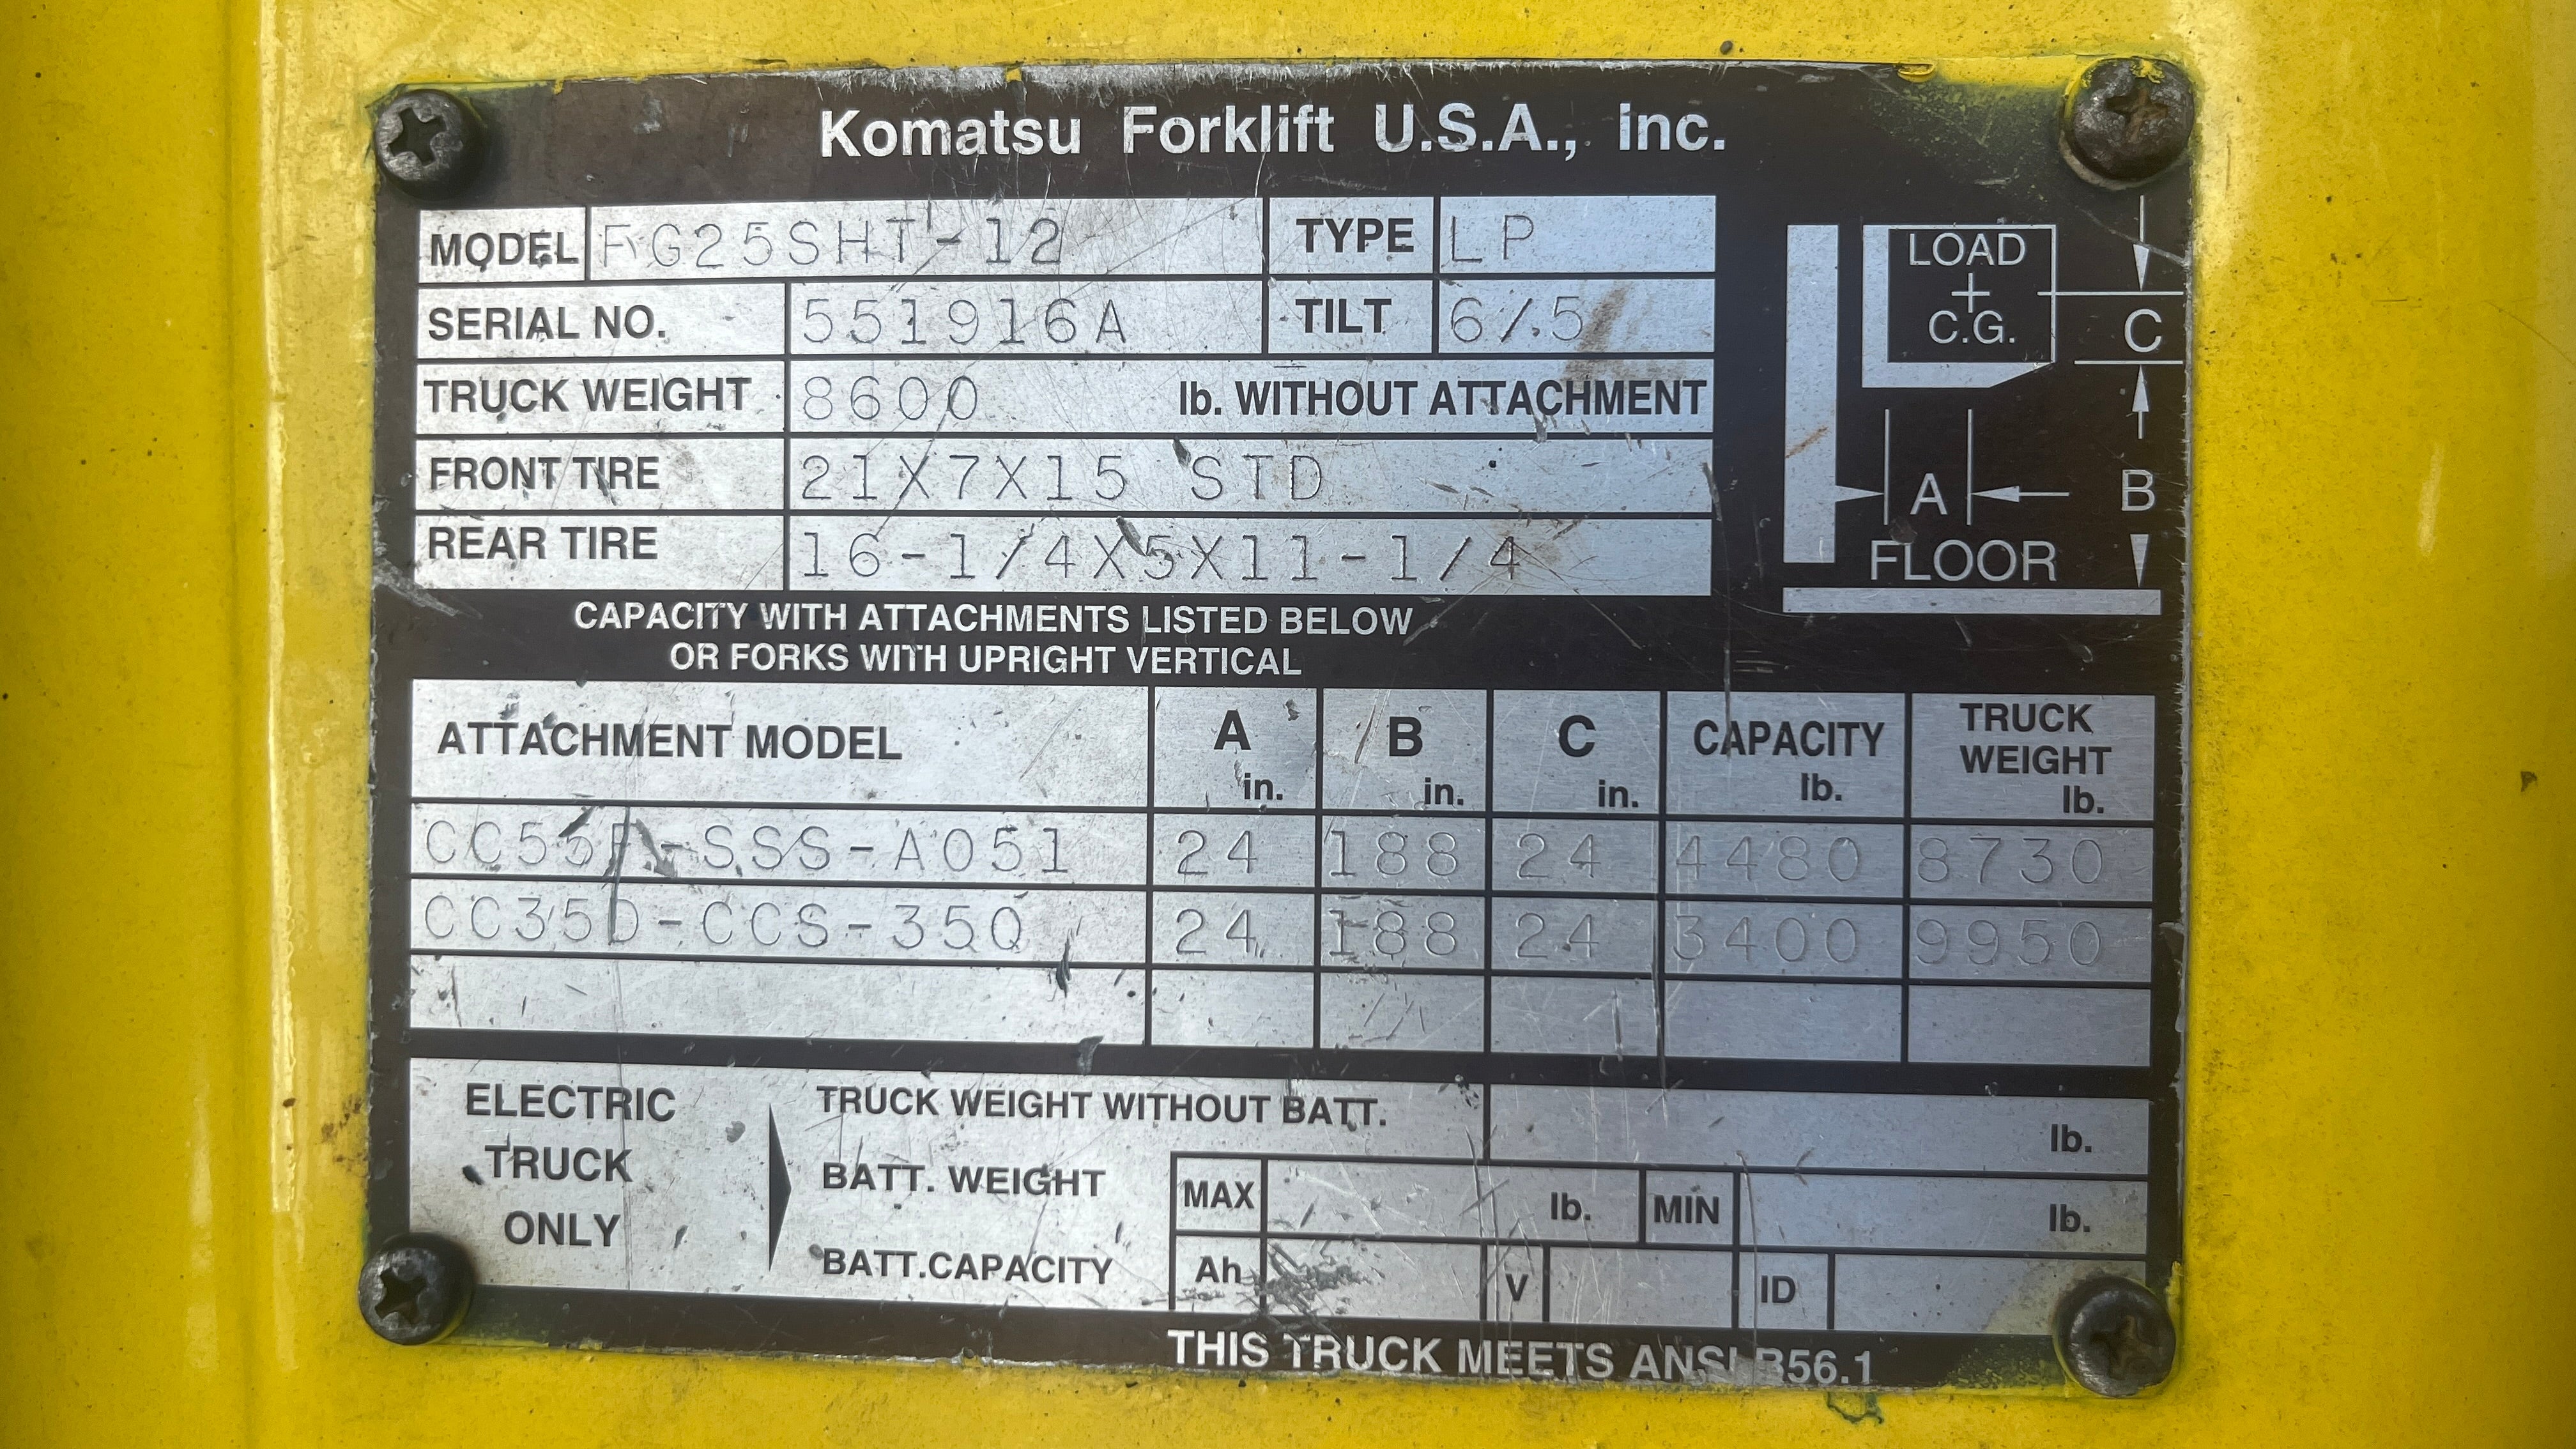 Komatsu Forklift U.S.A., inc.
MODEL FG25SHT-12 TYPE LP
SERIAL NO. 551916A TILT 6/5
TRUCK WEIGHT 8600 lb. WITHOUT ATTACHMENT
FRONT TIRE 21X7X15 STD
REAR TIRE 16-1/4X5X11-1/4
LOAD
+
C.G.
C
A
B
FLOOR
CAPACITY WITH ATTACHMENTS LISTED BELOW
OR FORKS WITH UPRIGHT VERTICAL
ATTACHMENT MODEL A in. B in. C in. CAPACITY lb. TRUCK WEIGHT lb.
24 188 24 4480 8730
CC35D-CCS-35Q 24 188 24 3400 9950
ELECTRIC
TRUCK
ONLY
TRUCK WEIGHT WITHOUT BATT. lb.
BATT. WEIGHT MAX lb. MIN lb.
BATT.CAPACITY Ah V ID
THIS TRUCK MEETS ANSI B56.1